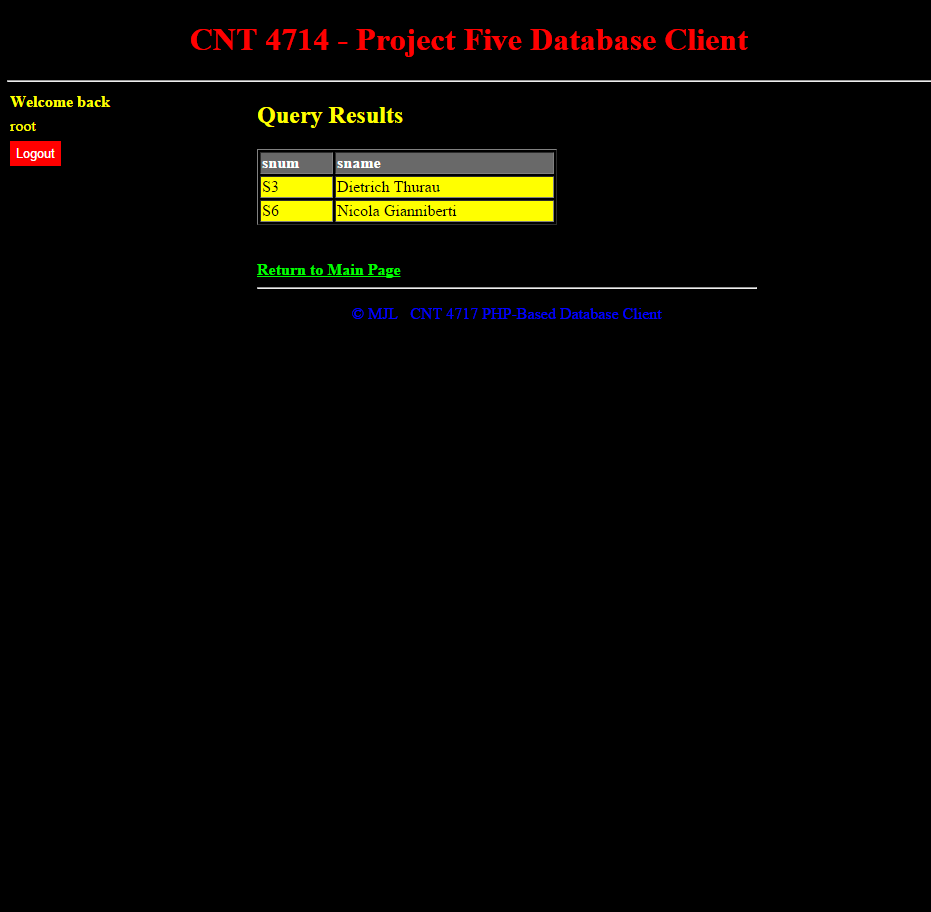 CNT 4714 - Project Five Database Client
Welcome back
root
Logout
Query Results
snum sname
S3 Dietrich Thurau
S6 Nicola Gianniberti
Return to Main Page
© MJL - CNT 4717 PHP-Based Database Client